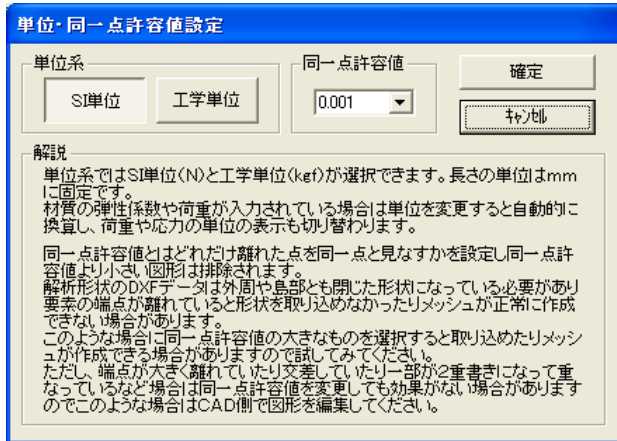 単位・同一点許容値設定
単位系
同一点許容値
SI単位
工学単位
0.001
確定
ｷｬﾝｾﾙ
解説
単位系ではSI単位(N)と工学単位(kgf)が選択できます。長さの単位はmm
に固定です。
材質の弾性係数や荷重が入力されている場合は単位を変更すると自動的に
換算し、荷重や応力の単位の表示も切り替わります。
同一点許容値とはどれだけ離れた点を同一点と見なすかを設定し同一点許
容値より小さい図形は排除されます。
解析形状のDXFデータは外周や島部とも閉じた形状になっている必要があり
要素の端点が離れていると形状を取り込めなかったりメッシュが正常に作成
できない場合があります。
このような場合に同一点許容値の大きなものを選択すると取り込めたりメッシ
ュが作成できる場合がありますので試してみてください。
ただし、端点が大きく離れていたり交差していたり一部が2重書きになって重
なっているなど場合は同一点許容値を変更しても効果がない場合があります
のでこのような場合はCAD側で図形を編集してください。